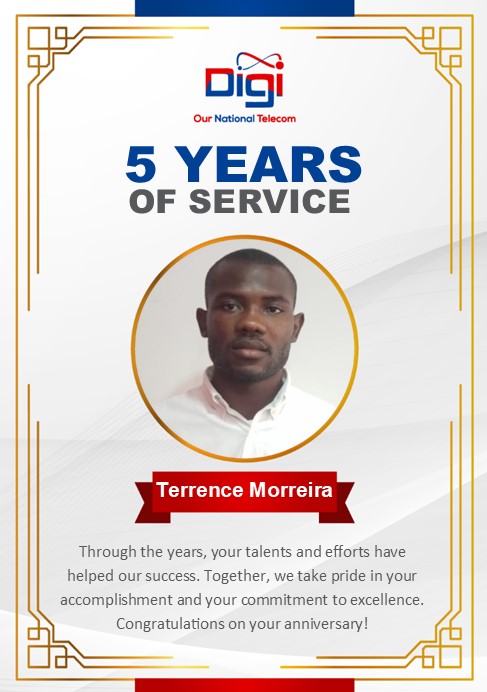 Digi
Our National Telecom
5 YEARS
OF SERVICE
Terrence Morreira
Through the years, your talents and efforts have
helped our success. Together, we take pride in your
accomplishment and your commitment to excellence.
Congratulations on your anniversary!